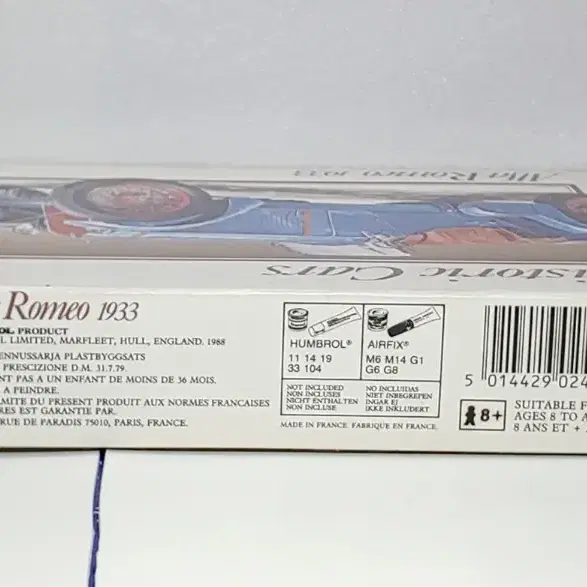 Alfa Romeo 1933
storic Cars
Romeo 1933
OL PRODUCT
L LIMITED, MARFLEET, HULL, ENGLAND. 1988
ENNUSSARJA PLASTBYGGSATS
PRESCIZIONE D.M. 31.7.79.
NT PAS A UN ENFANT DE MOINS DE 36 MOIS.
A PEINDRE.
MITE DU PRESENT PRODUIT AUX NORMES FRANCAISES
RES EST GARANTIE PAR.
RUE DE PARADIS 75010, PARIS, FRANCE.
HUMBROL®
11 14 19
33 104
AIRFIX®
M6 M14 G1
G6 G8
NOT INCLUDED
NON INCLUSES
NICHT ENTHALTEN
NON INCLUSE
NO INCLUIDAS
NIET INBEGREPEN
INGAR EJ
IKKE INKLUDERT
MADE IN FRANCE. FABRIQUE EN FRANCE.
5 014429 024
8+
SUITABLE F
AGES 8 TO A
8 ANS ET +